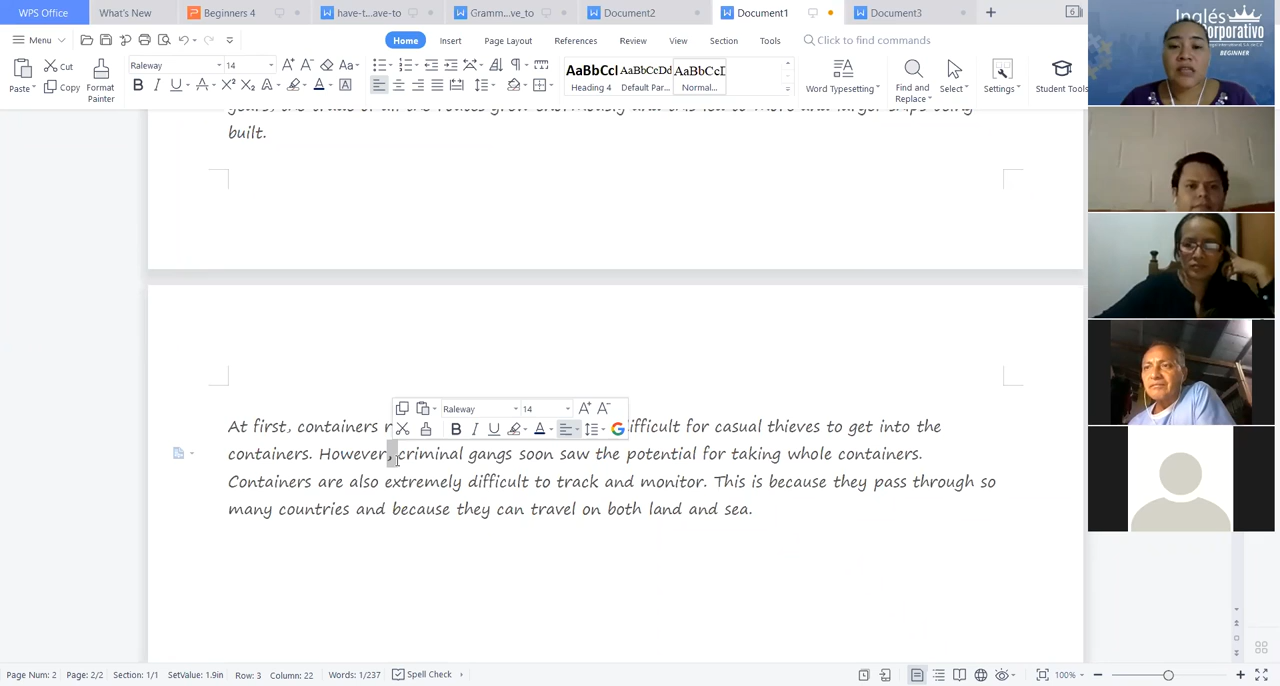 WPS Office What's New Beginners 4 have-t...ave-to Gramm...ve_to Document2 Document1 Document3 + 6
Menu Home Insert Page Layout References Review View Section Tools Click to find commands
Cut Raleway 14 AaBbCcI AaBbCcDd AaBbCcD
Paste Copy Format Painter Heading 4 Default Par... Normal... Word Typesetting Find and Replace Select Settings Student Tools
built.
Raleway 14
At first, containers ifficult for casual thieves to get into the
containers. However, criminal gangs soon saw the potential for taking whole containers.
Containers are also extremely difficult to track and monitor. This is because they pass through so
many countries and because they can travel on both land and sea.
Page Num: 2 Page: 2/2 Section: 1/1 SetValue: 1.9in Row: 3 Column: 22 Words: 1/237 Spell Check 100%
Inglés
orporativo
BEGINNER